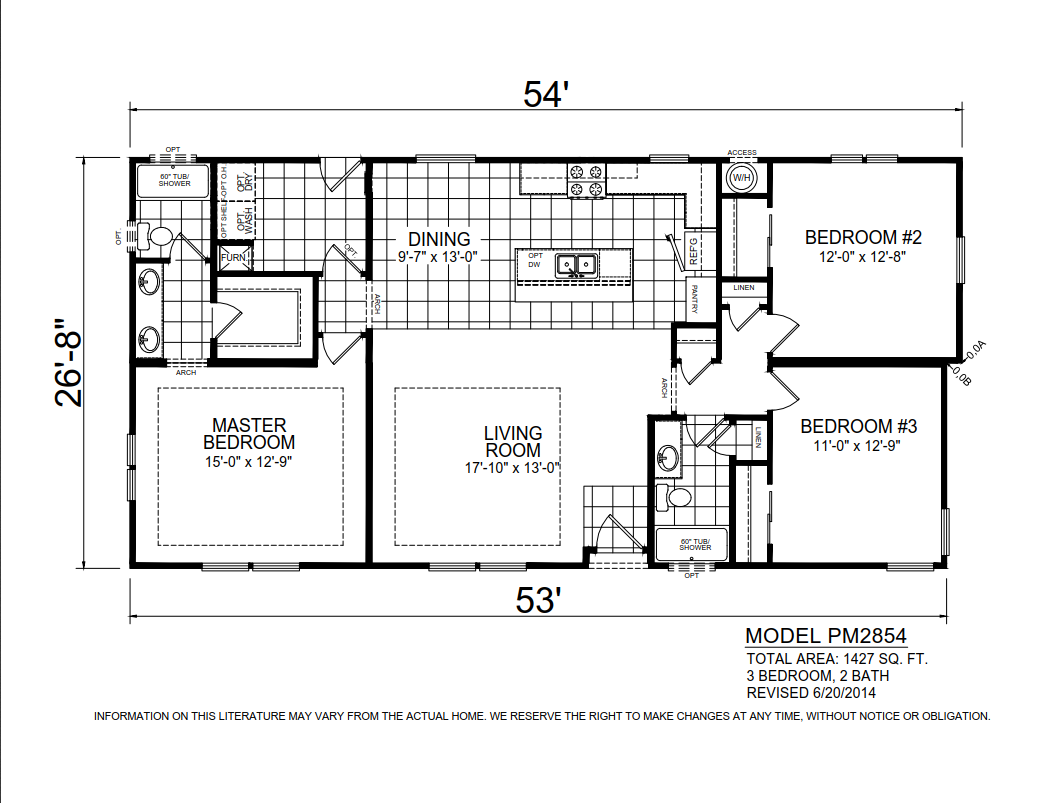 54'
OPT
ACCESS
60" TUB/
SHOWER
OPT SHELF
OPT O.H.
OPT.
DRY
OPT.
WASH
W/H
OPT.
FURN
OPT.
DINING
9'-7" x 13'-0"
OPT
DW
REFG
BEDROOM #2
12'-0" x 12'-8"
PANTRY
LINEN
ARCH
26'-8"
ARCH
ARCH
0,0A
0,0B
MASTER
BEDROOM
15'-0" x 12'-9"
LIVING
ROOM
17'-10" x 13'-0"
LINEN
BEDROOM #3
11'-0" x 12'-9"
60" TUB/
SHOWER
OPT
53'
MODEL PM2854
TOTAL AREA: 1427 SQ. FT.
3 BEDROOM, 2 BATH
REVISED 6/20/2014
INFORMATION ON THIS LITERATURE MAY VARY FROM THE ACTUAL HOME. WE RESERVE THE RIGHT TO MAKE CHANGES AT ANY TIME, WITHOUT NOTICE OR OBLIGATION.